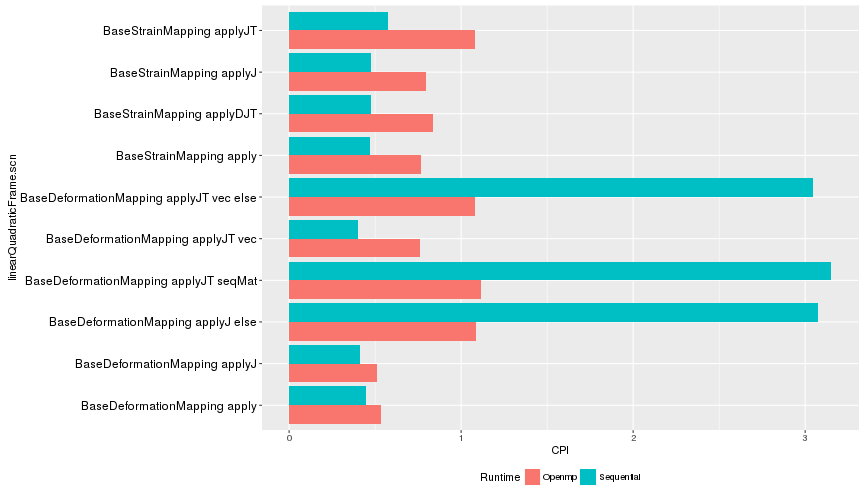 linearQuadraticFrame.scn
BaseStrainMapping applyJT
BaseStrainMapping applyJ
BaseStrainMapping applyDJT
BaseStrainMapping apply
BaseDeformationMapping applyJT vec else
BaseDeformationMapping applyJT vec
BaseDeformationMapping applyJT seqMat
BaseDeformationMapping applyJ else
BaseDeformationMapping applyJ
BaseDeformationMapping apply
0 1 2 3
CPI
Runtime Openmp Sequential